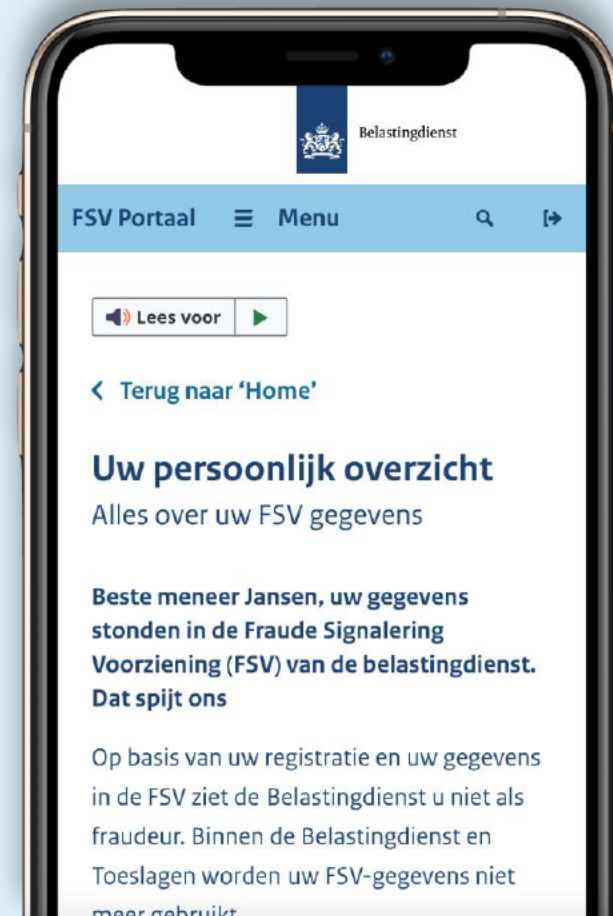 Belastingdienst
FSV Portaal Menu
Lees voor
Terug naar ‘Home’
Uw persoonlijk overzicht
Alles over uw FSV gegevens
Beste meneer Jansen, uw gegevens
stonden in de Fraude Signalering
Voorziening (FSV) van de belastingdienst.
Dat spijt ons
Op basis van uw registratie en uw gegevens
in de FSV ziet de Belastingdienst u niet als
fraudeur. Binnen de Belastingdienst en
Toeslagen worden uw FSV-gegevens niet
meer gebruikt